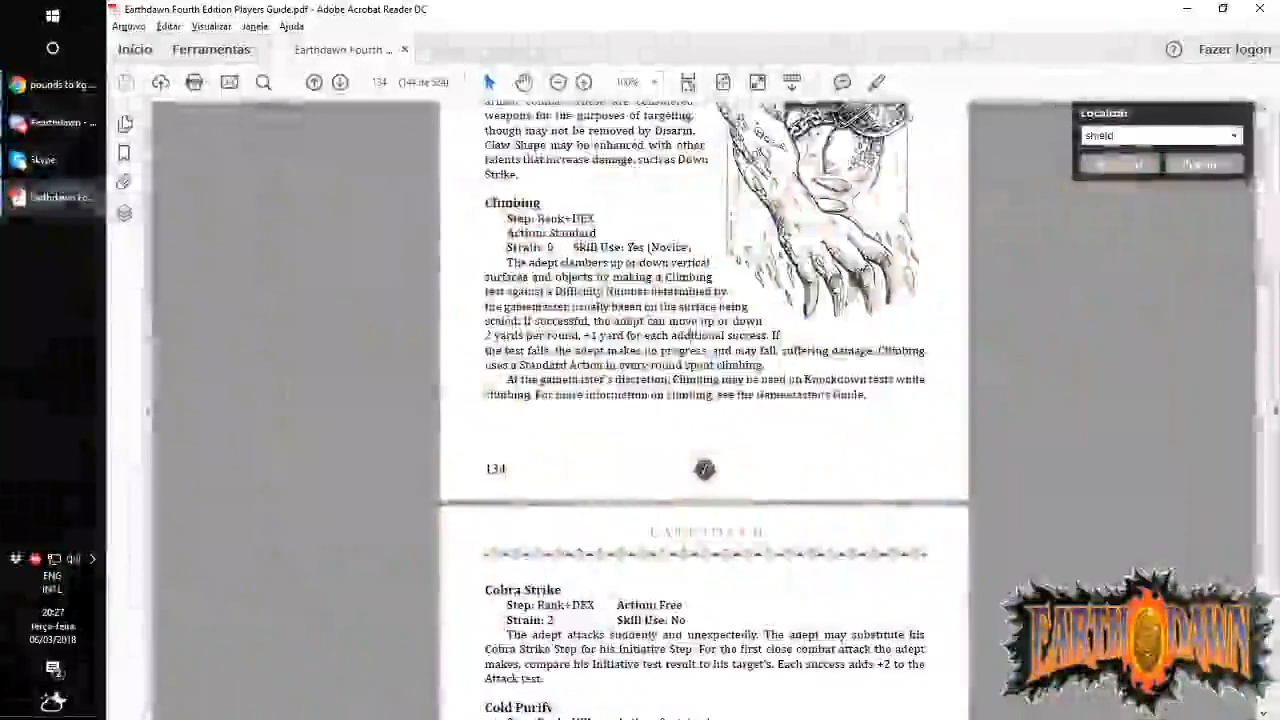 Earthdawn Fourth Edition Players Guide.pdf - Adobe Acrobat Reader DC
Arquivo Editar Visualizar Janela Ajuda
Início Ferramentas Earthdawn Fourth ... × Fazer logon
134 (144 de 524) 100%
pounds to kg ...
Earthdawn - ...
Skype
Earthdawn Fo...
Localizar
shield
weapons for the purposes of targeting,
though may not be removed by Disarm.
Claw Shape may be enhanced with other
talents that increase damage, such as Down
Strike.
Climbing
Step: Rank+DEX
Action: Standard
Strain: 0 Skill Use: Yes (Novice)
The adept clambers up or down vertical
surfaces and objects by making a Climbing
test against a Difficulty Number determined by
the gamemaster, usually based on the surface being
scaled. If successful, the adept can move up or down
2 yards per round, +1 yard for each additional success. If
the test fails, the adept makes no progress, and may fall, suffering damage. Climbing
uses a Standard Action in every round spent climbing.
At the gamemaster's discretion, Climbing may be used on Knockdown tests while
climbing. For more information on climbing, see the Gamemaster's Guide.
134
Cobra Strike
Step: Rank+DEX Action: Free
Strain: 2 Skill Use: No
The adept attacks suddenly and unexpectedly. The adept may substitute his
Cobra Strike Step for his Initiative Step. For the first close combat attack the adept
makes, compare his Initiative test result to his target's. Each success adds +2 to the
Attack test.
Cold Purify
ENG
INTL
20:27
terça-feira
06/03/2018
2
EARTHDAWN